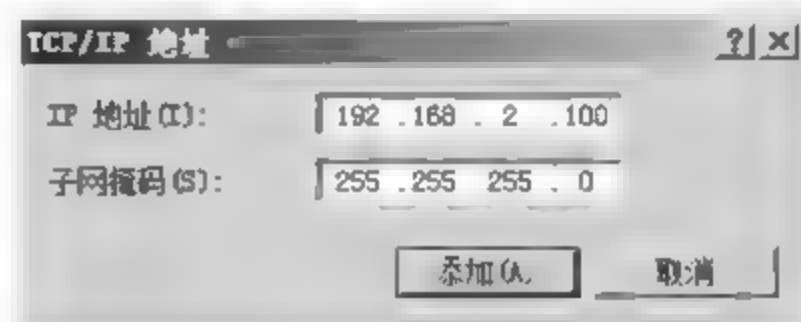 TCP/IP 地址
IP 地址(I): 192 .168 . 2 .100
子网掩码(S): 255 .255 255 . 0
添加(A) 取消